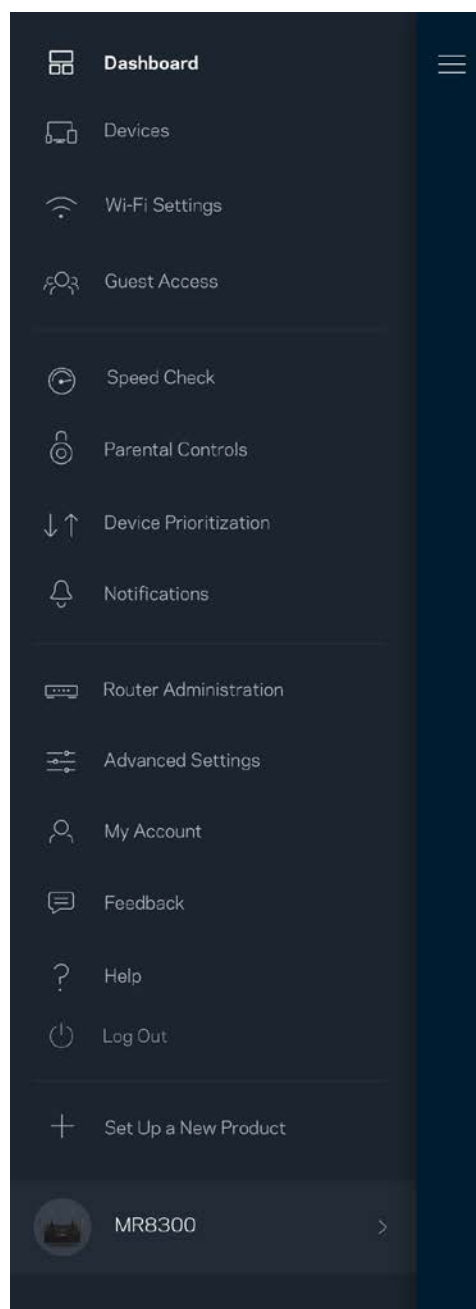 Dashboard
Devices
Wi-Fi Settings
Guest Access
Speed Check
Parental Controls
Device Prioritization
Notifications
Router Administration
Advanced Settings
My Account
Feedback
Help
Log Out
Set Up a New Product
MR8300